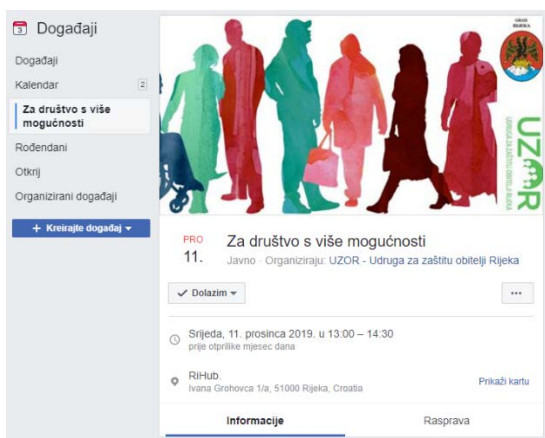 3
Događaji
Događaji
Kalendar 2
Za društvo s više
mogućnosti
Rođendani
Otkrij
Organizirani događaji
+ Kreirajte događaj
GRAD
RIJEKA
UZOR
UDRUGA ZA ZAŠTITU OBITELJI RIJEKA
PRO
11.
Za društvo s više mogućnosti
Javno · Organiziraju: UZOR - Udruga za zaštitu obitelji Rijeka
Dolazim
Srijeda, 11. prosinca 2019. u 13:00 – 14:30
prije otprilike mjesec dana
RiHub.
Ivana Grohovca 1/a, 51000 Rijeka, Croatia
Prikaži kartu
Informacije
Rasprava